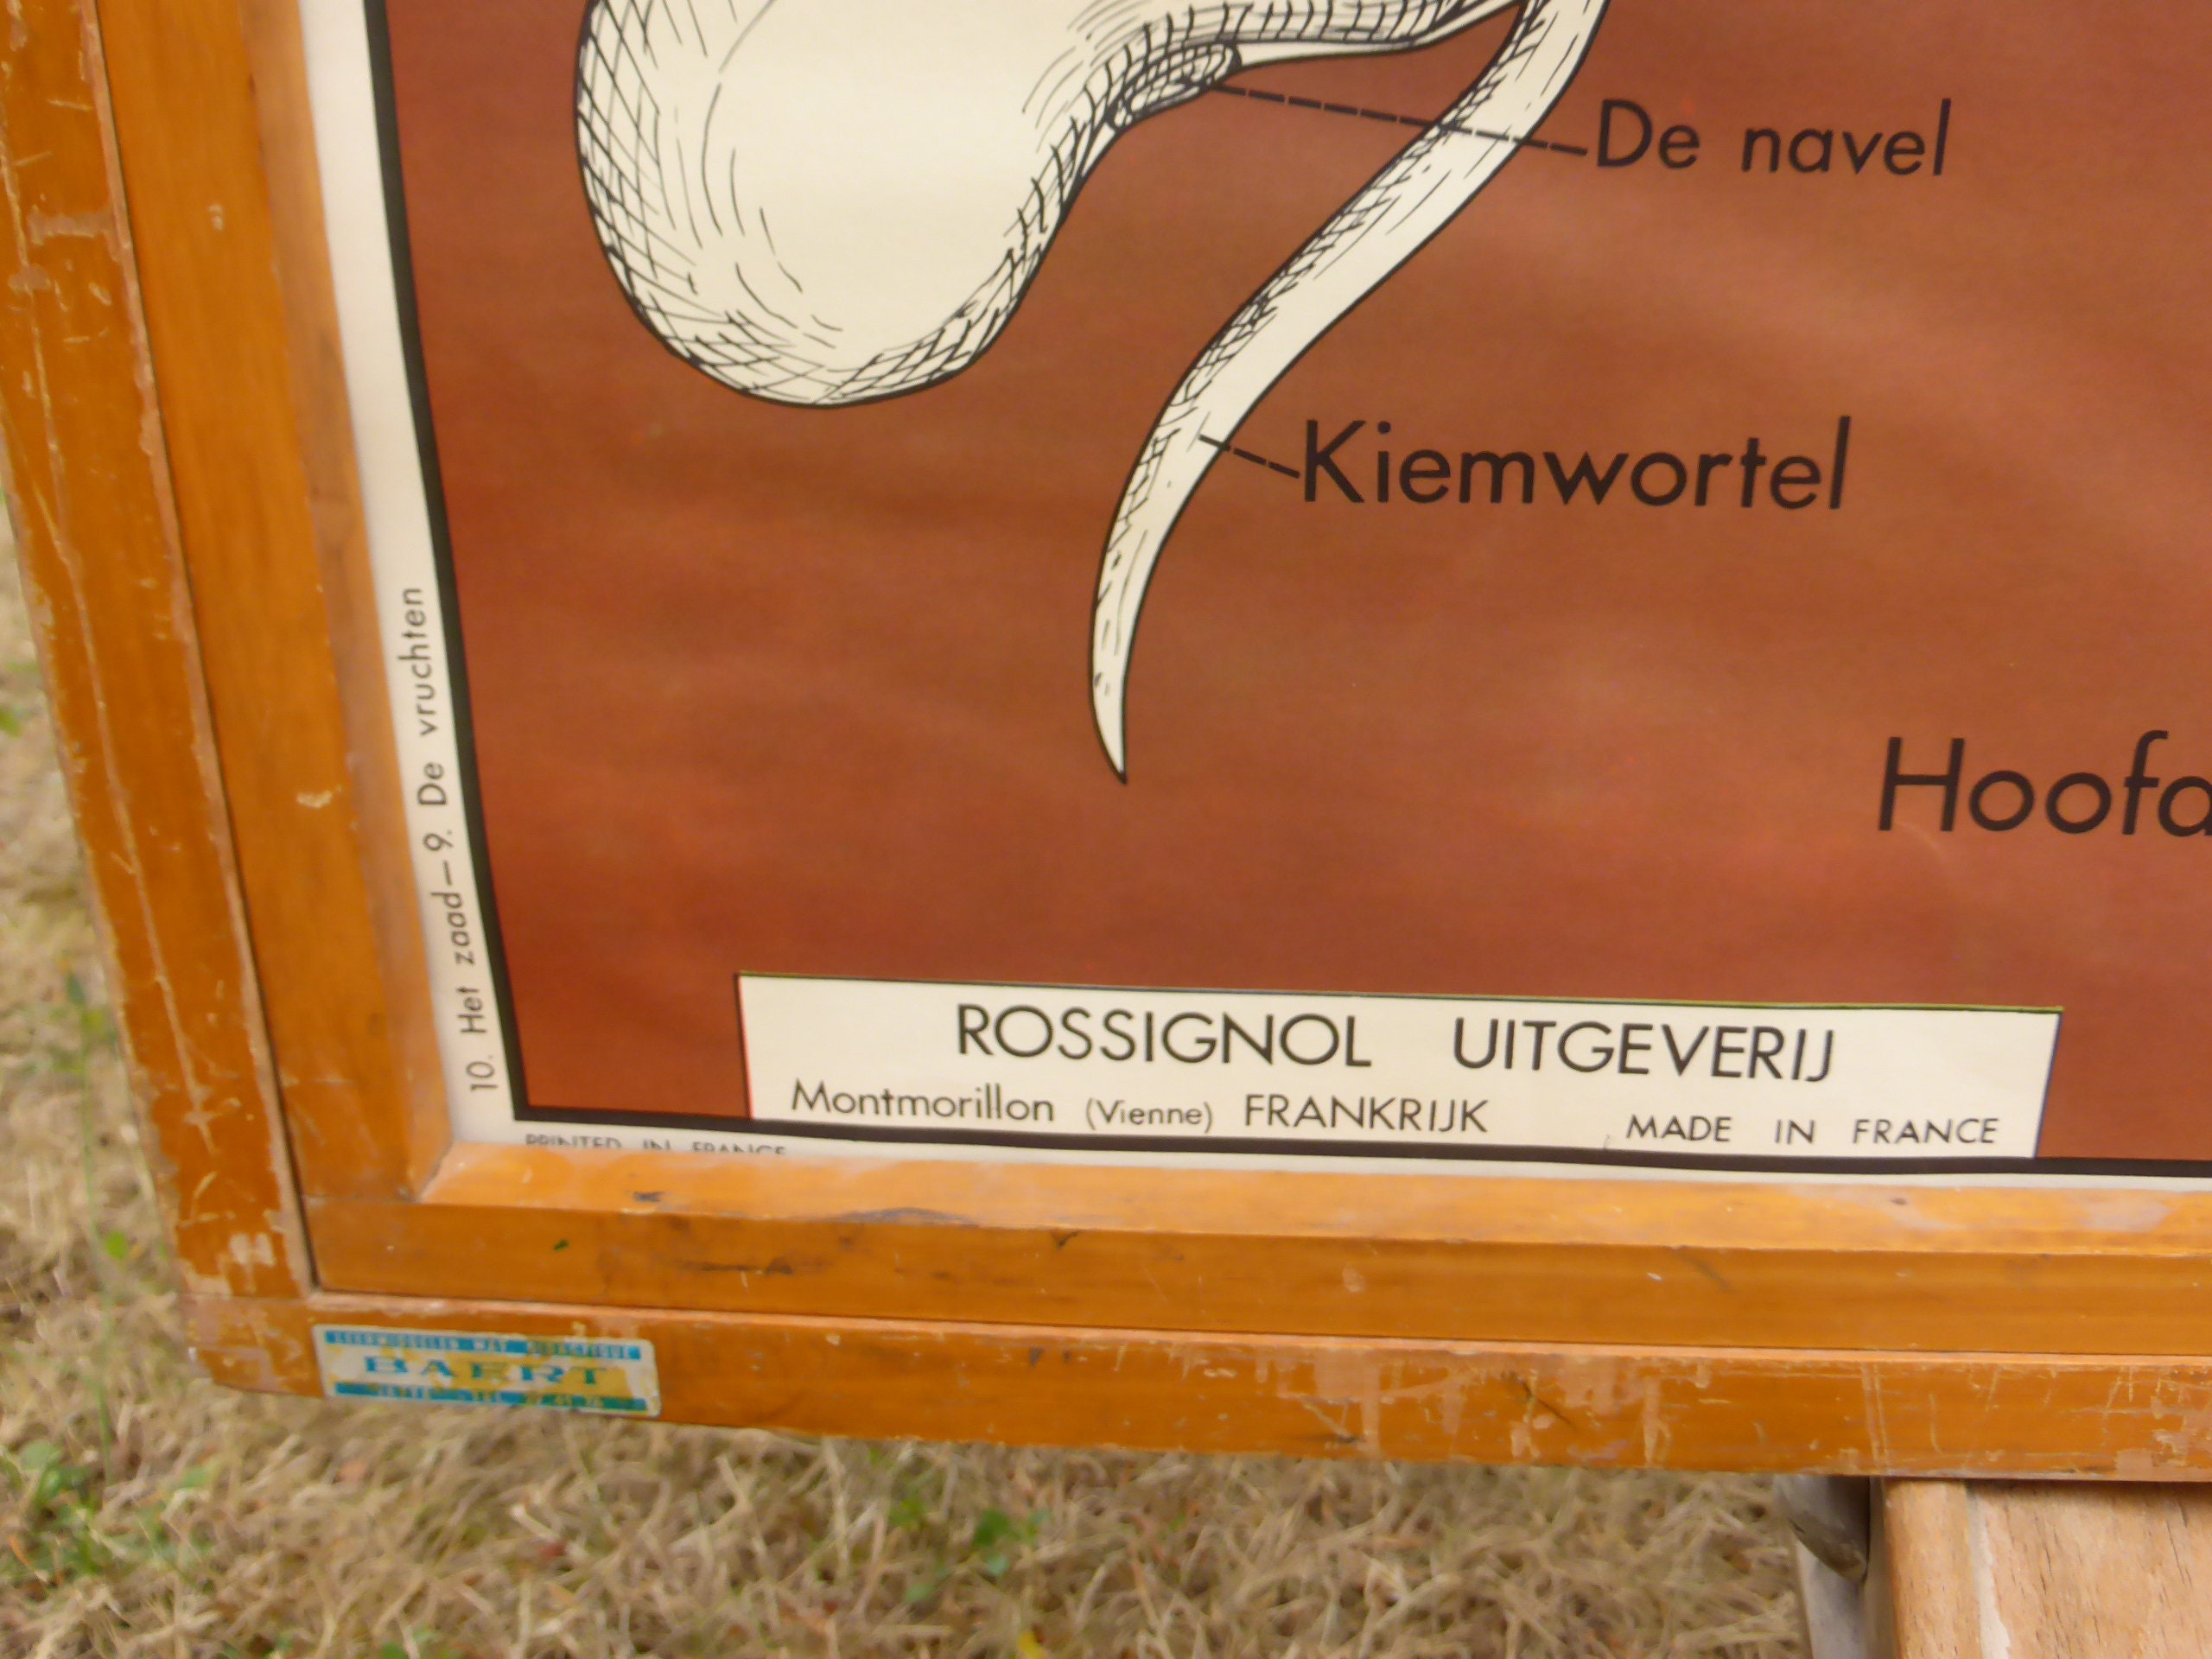 De navel
Kiemwortel
Hoofd
10. Het zaad—9. De vruchten
ROSSIGNOL UITGEVERIJ
Montmorillon (Vienne) FRANKRIJK MADE IN FRANCE
PRINTED IN FRANCE
BAERT